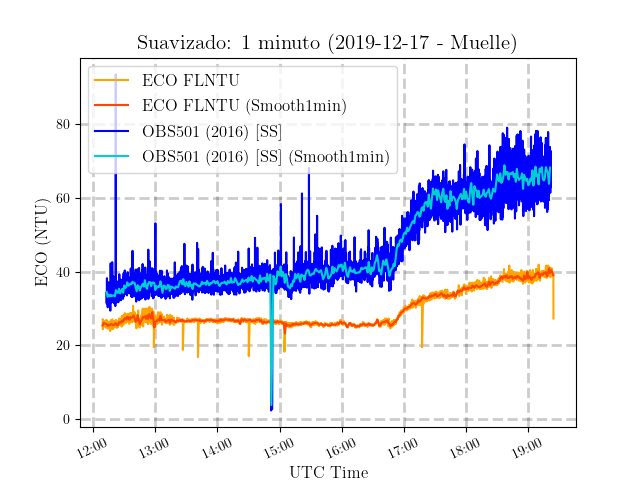 Suavizado: 1 minuto (2019-12-17 - Muelle)
ECO FLNTU
ECO FLNTU (Smooth1min)
OBS501 (2016) [SS]
OBS501 (2016) [SS] (Smooth1min)
ECO (NTU)
80
60
40
20
0
12:00
13:00
14:00
15:00
16:00
17:00
18:00
19:00
UTC Time